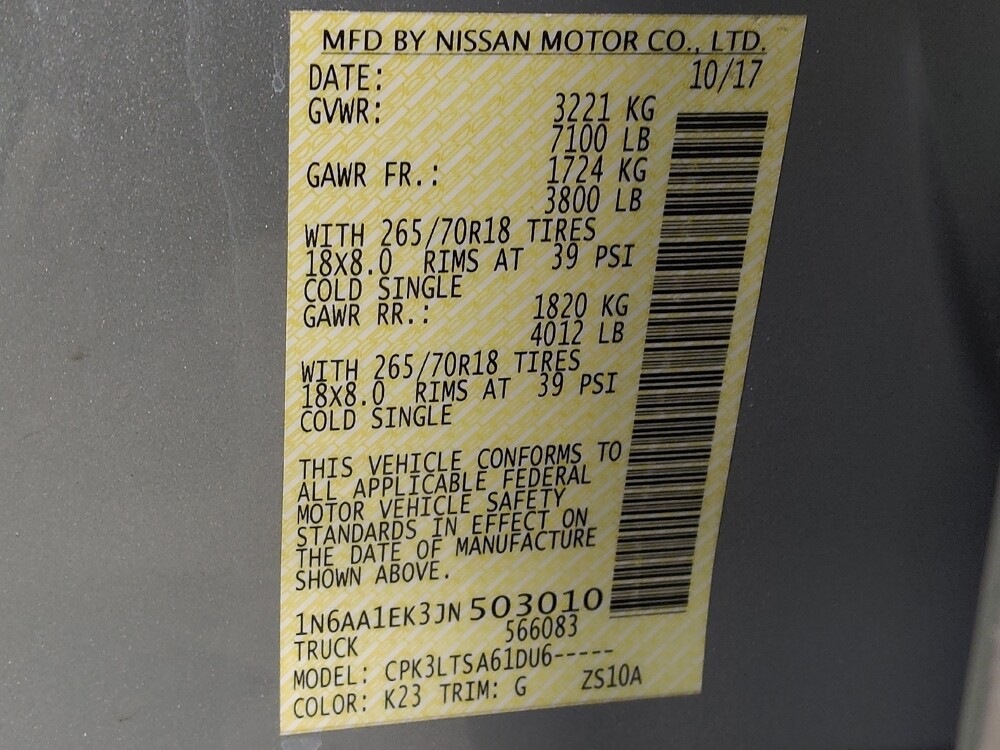 MFD BY NISSAN MOTOR CO., LTD.
DATE: 10/17
GVWR: 3221 KG
7100 LB
GAWR FR.: 1724 KG
3800 LB
WITH 265/70R18 TIRES
18X8.0 RIMS AT 39 PSI
COLD SINGLE
GAWR RR.: 1820 KG
4012 LB
WITH 265/70R18 TIRES
18X8.0 RIMS AT 39 PSI
COLD SINGLE
THIS VEHICLE CONFORMS TO
ALL APPLICABLE FEDERAL
MOTOR VEHICLE SAFETY
STANDARDS IN EFFECT ON
THE DATE OF MANUFACTURE
SHOWN ABOVE.
1N6AA1EK3JN503010
TRUCK 566083
MODEL: CPK3LTSA61DU6-----
COLOR: K23 TRIM: G ZS10A